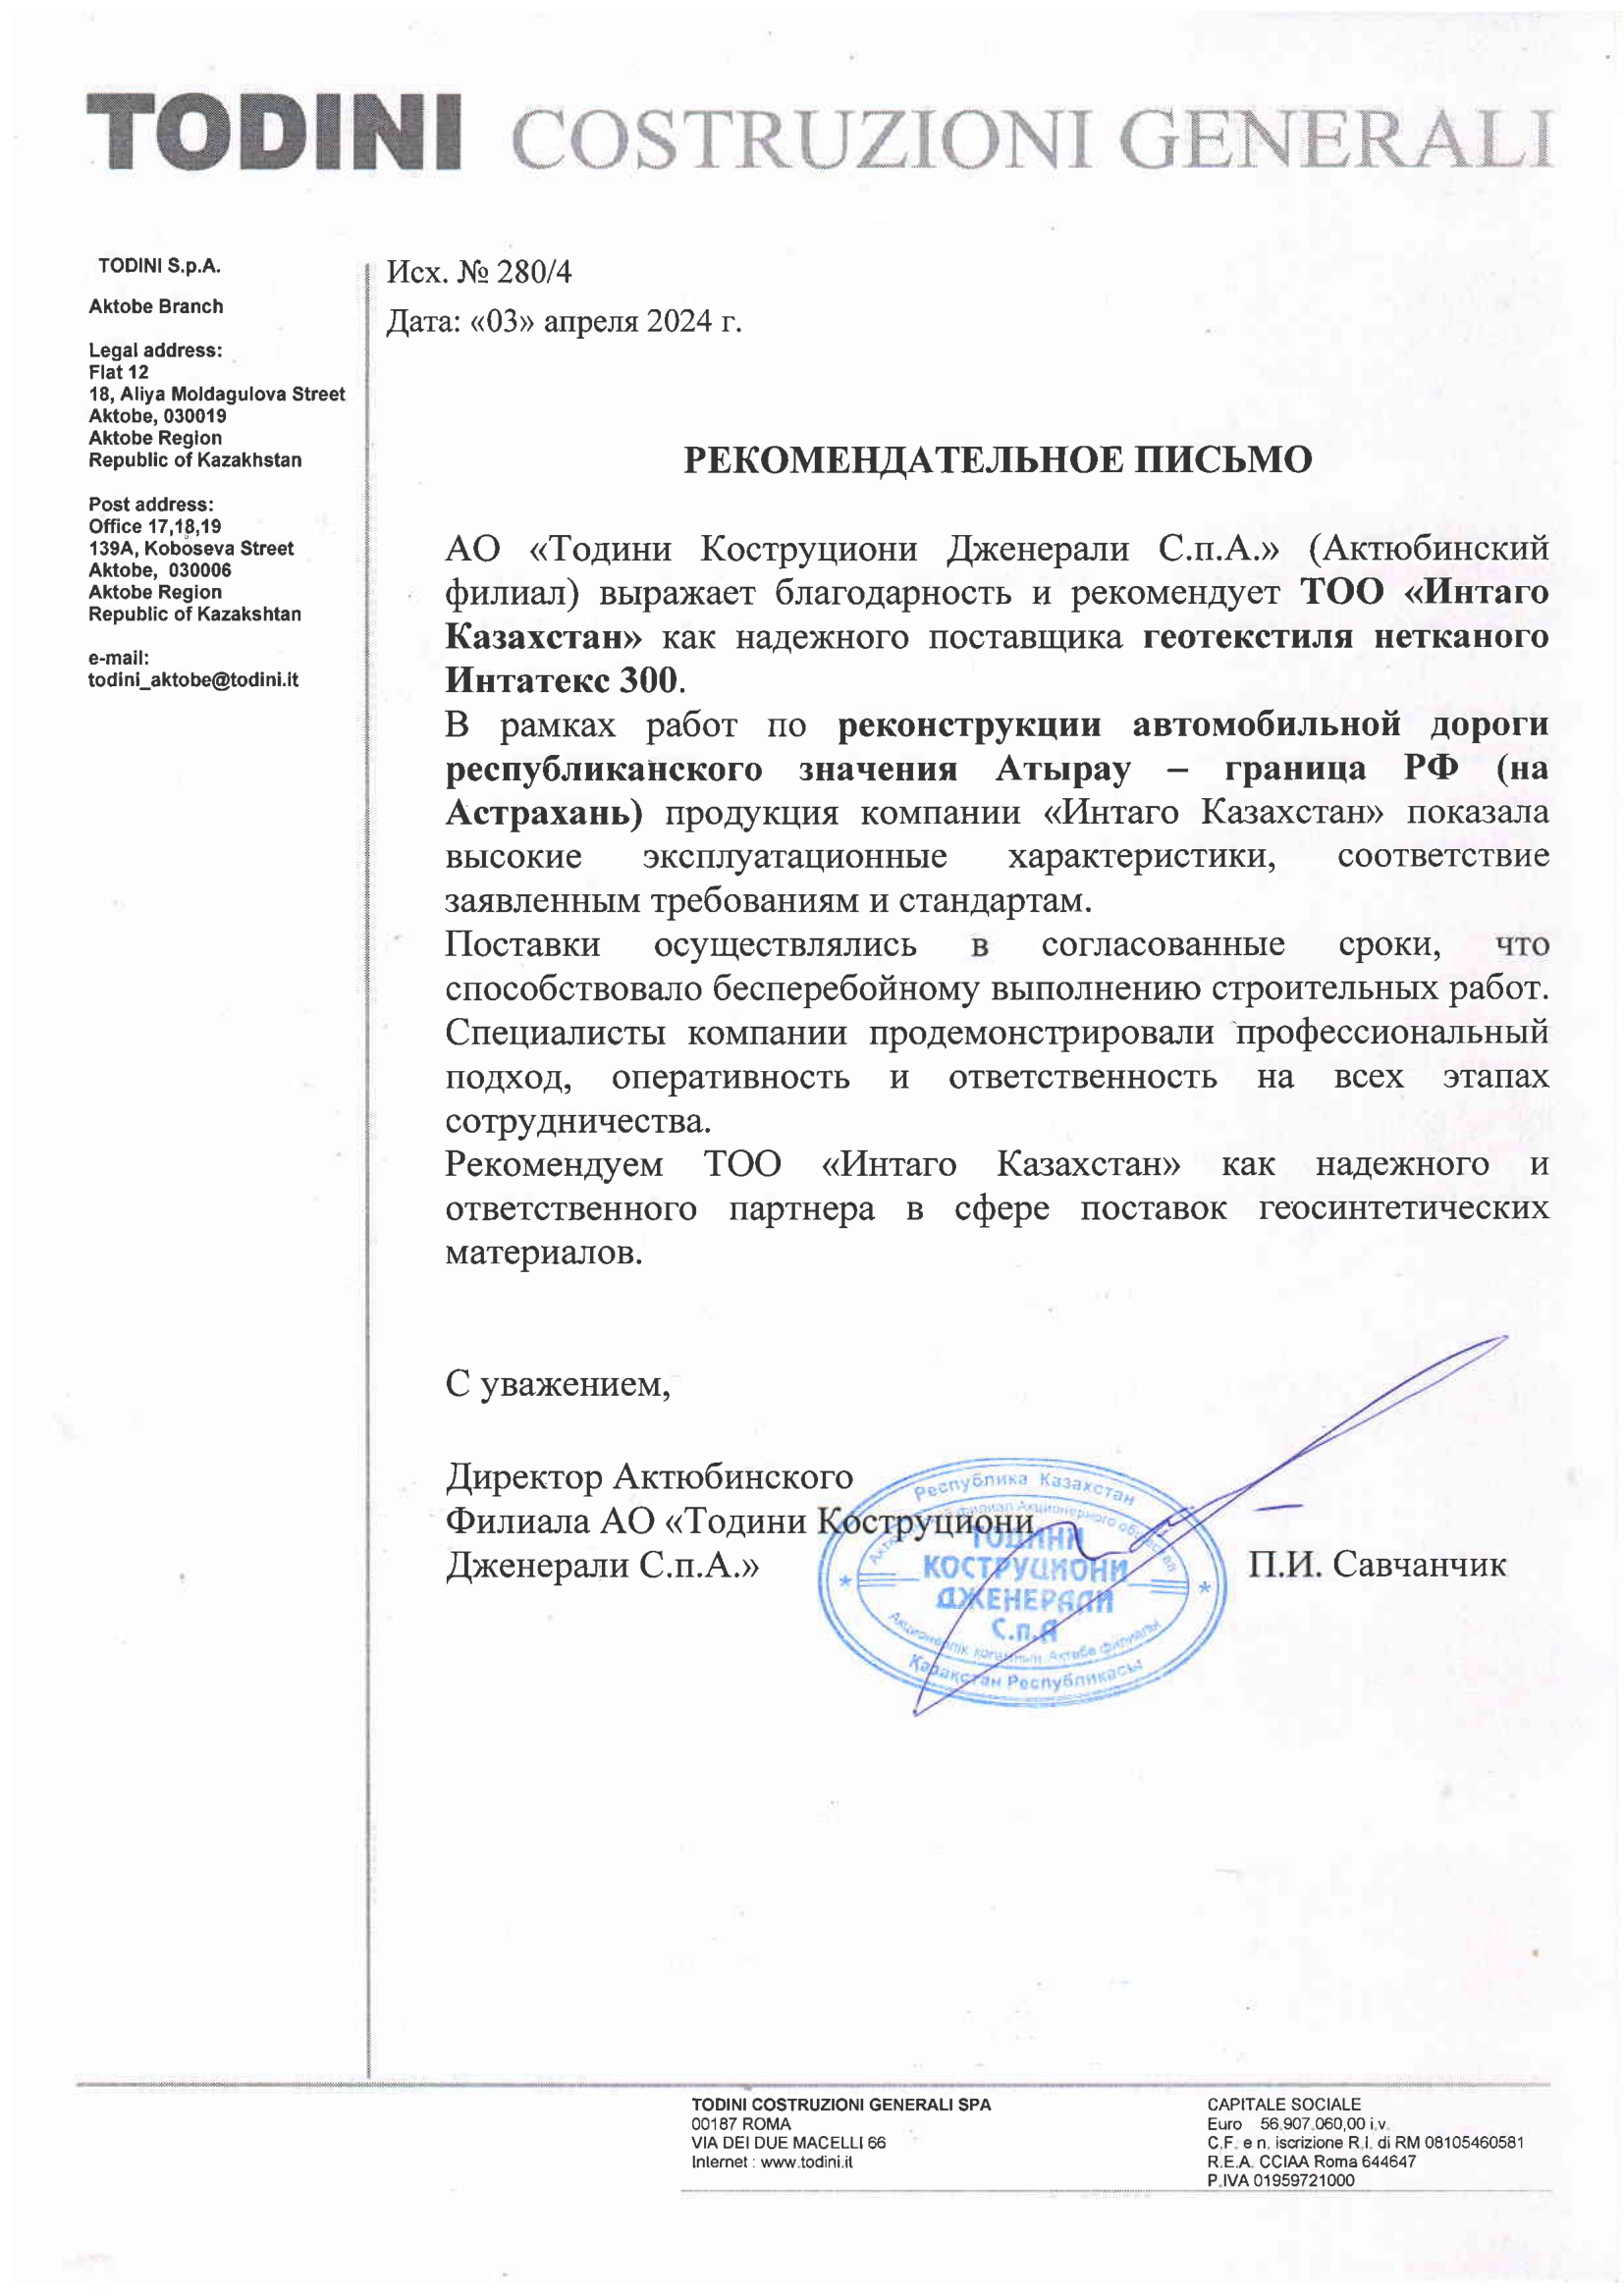 TODINI COSTRUZIONI GENERALI
TODINI S.p.A.
Aktobe Branch
Legal address:
Flat 12
18, Aliya Moldagulova Street
Aktobe, 030019
Aktobe Region
Republic of Kazakhstan
Post address:
Office 17,18,19
139A, Koboseva Street
Aktobe, 030006
Aktobe Region
Republic of Kazakshtan
e-mail:
todini_aktobe@todini.it
Исх. № 280/4
Дата: «03» апреля 2024 г.
РЕКОМЕНДАТЕЛЬНОЕ ПИСЬМО
АО «Тодини Коструциони Дженерали С.п.А.» (Актюбинский
филиал) выражает благодарность и рекомендует ТОО «Интаго
Казахстан» как надежного поставщика геотекстиля нетканого
Интатекс 300.
В рамках работ по реконструкции автомобильной дороги
республиканского значения Атырау – граница РФ (на
Астрахань) продукция компании «Интаго Казахстан» показала
высокие эксплуатационные характеристики, соответствие
заявленным требованиям и стандартам.
Поставки осуществлялись в согласованные сроки, что
способствовало бесперебойному выполнению строительных работ.
Специалисты компании продемонстрировали профессиональный
подход, оперативность и ответственность на всех этапах
сотрудничества.
Рекомендуем ТОО «Интаго Казахстан» как надежного и
ответственного партнера в сфере поставок геосинтетических
материалов.
С уважением,
Директор Актюбинского
Филиала АО «Тодини Коструциони
Дженерали С.п.А.»
П.И. Савчанчик
Республика Казахстан
филиал Акционерного общества
ТОДИНИ
КОСТРУЦИОНИ
ДЖЕНЕРАЛИ
С.п.А
Акционерлік қоғамның Актобе филиалы
Қазақстан Республикасы
TODINI COSTRUZIONI GENERALI SPA
00187 ROMA
VIA DEI DUE MACELLI 66
Internet : www.todini.it
CAPITALE SOCIALE
Euro 56.907.060,00 i.v.
C.F. e n. iscrizione R.I. di RM 08105460581
R.E.A. CCIAA Roma 644647
P.IVA 01959721000